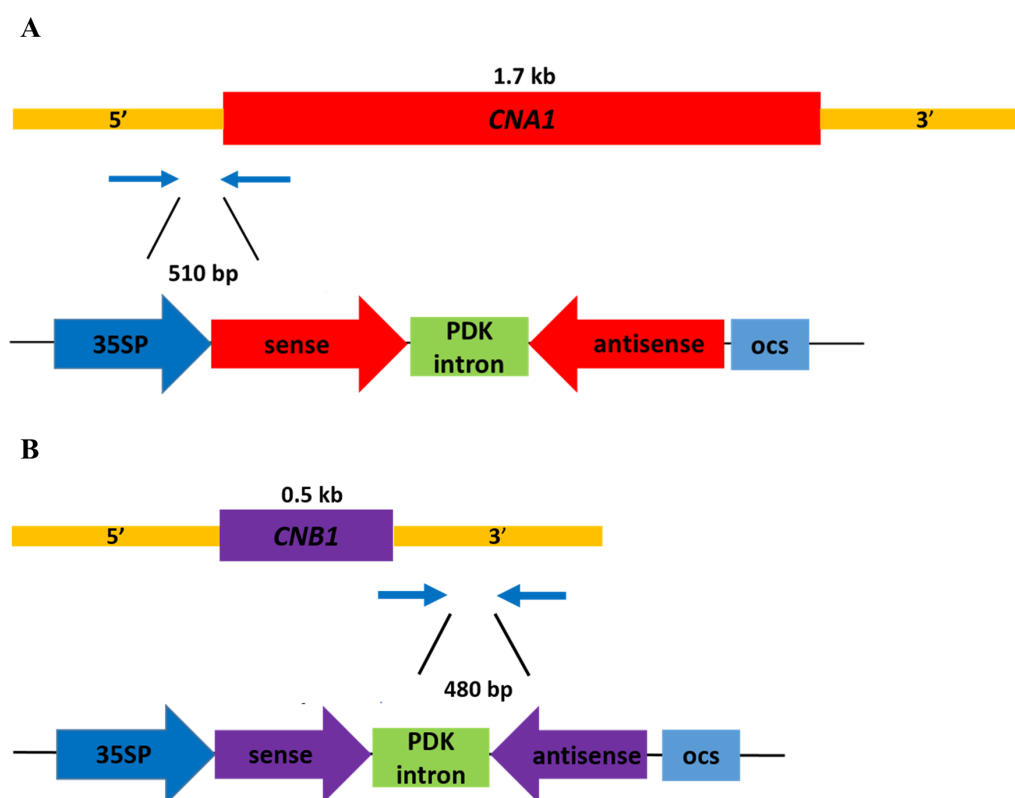 A
1.7 kb
5’ CNA1 3’
510 bp
35SP sense PDK intron antisense ocs
B
0.5 kb
5’ CNB1 3’
480 bp
35SP sense PDK intron antisense ocs